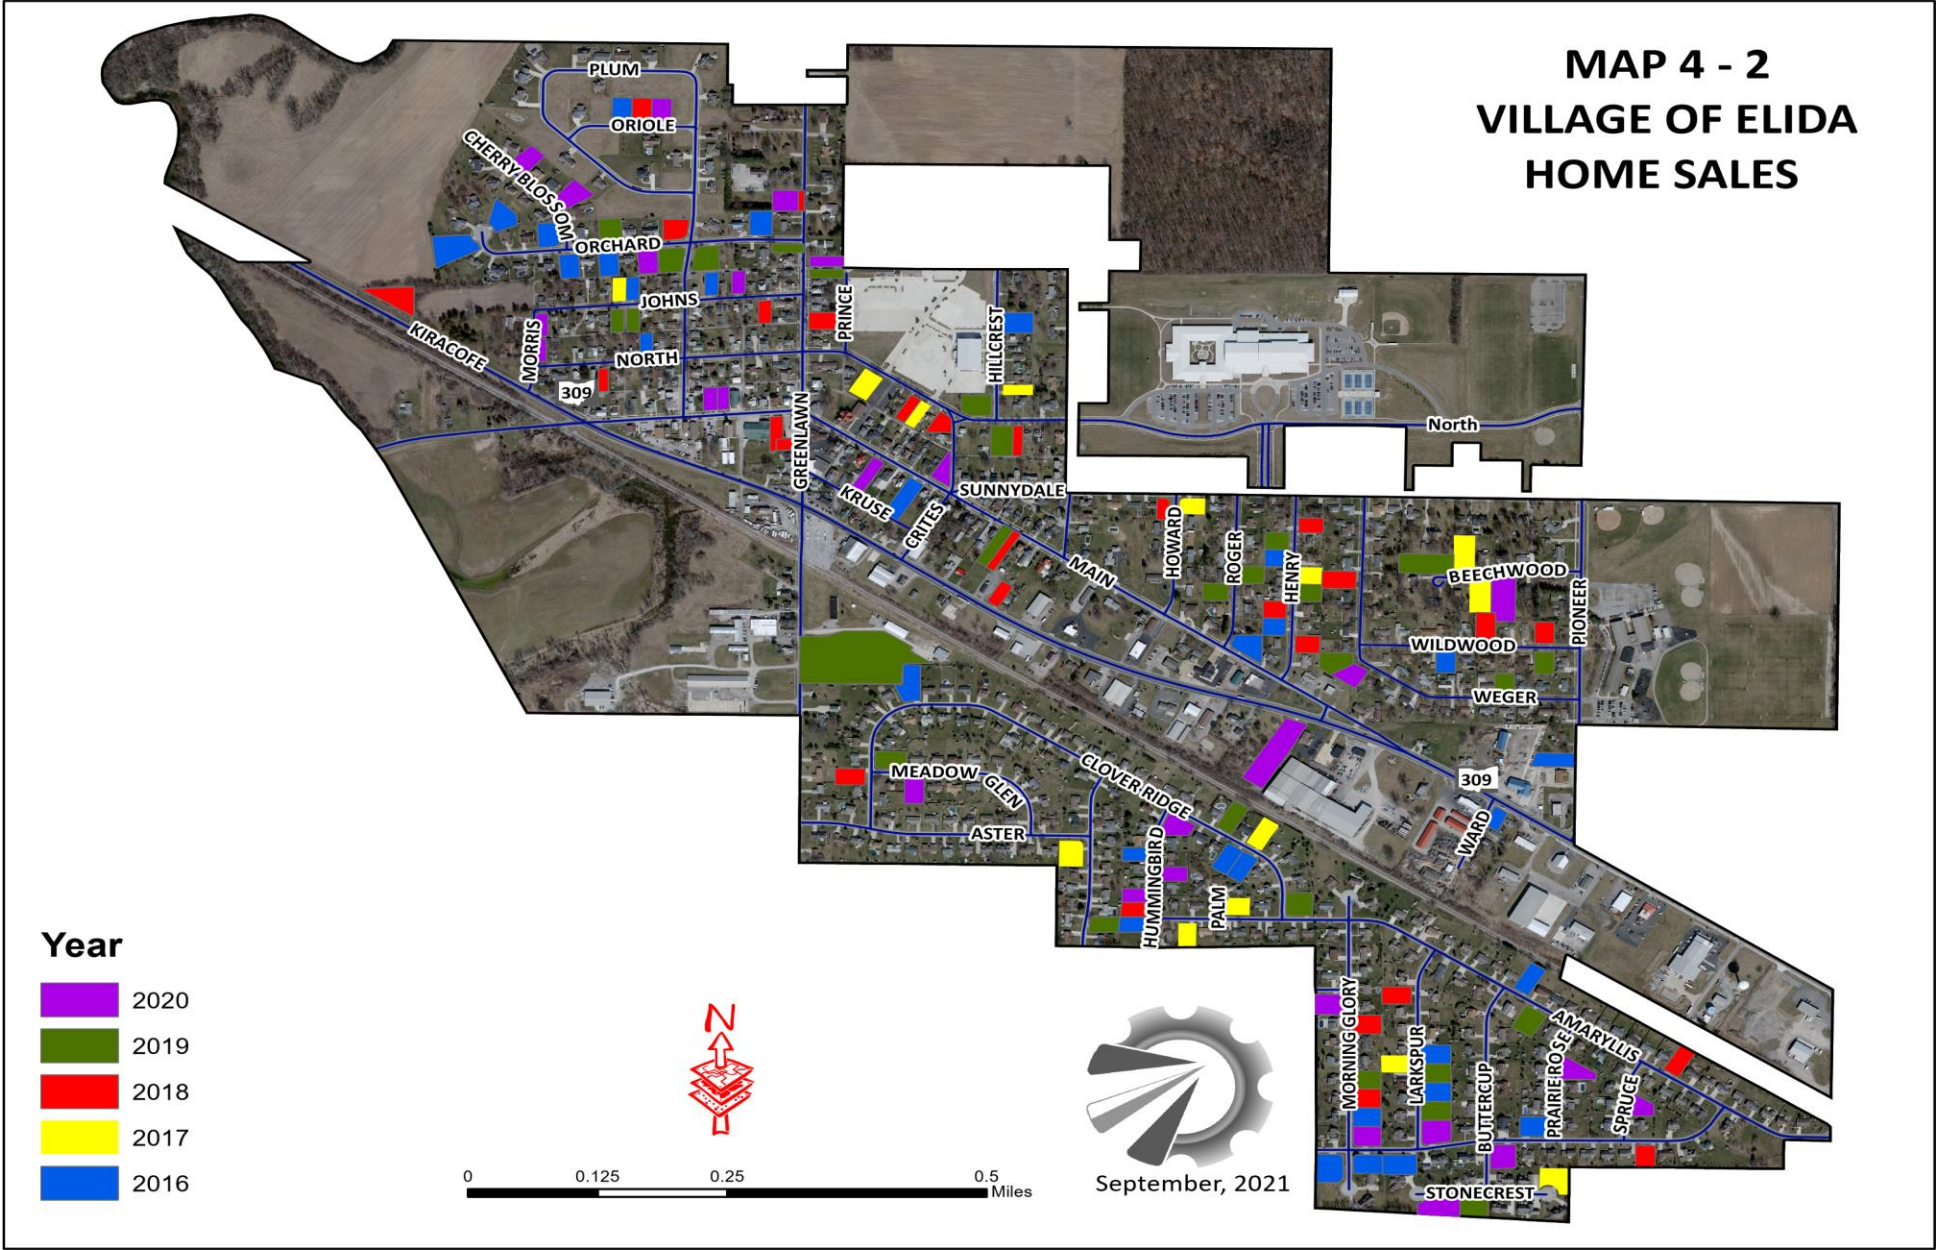 MAP 4 - 2
VILLAGE OF ELIDA
HOME SALES
PLUM
ORIOLE
CHERRY BLOSSOM
ORCHARD
JOHNS
PRINCE
HILLCREST
MORRIS
KIRACOFE
NORTH
309
GREENLAWN
North
KRUSE
CRITES
SUNNYDALE
MAIN
HOWARD
ROGER
HENRY
BEECHWOOD
PIONEER
WILDWOOD
WEGER
MEADOW GLEN
CLOVER RIDGE
309
WARD
ASTER
HUMMINGBIRD
PALM
MORNING GLORY
LARKSPUR
BUTTERCUP
PRAIRIE ROSE
AMARYLLIS
SPRUCE
STONECREST
Year
2020
2019
2018
2017
2016
N
0 0.125 0.25 0.5
Miles
September, 2021